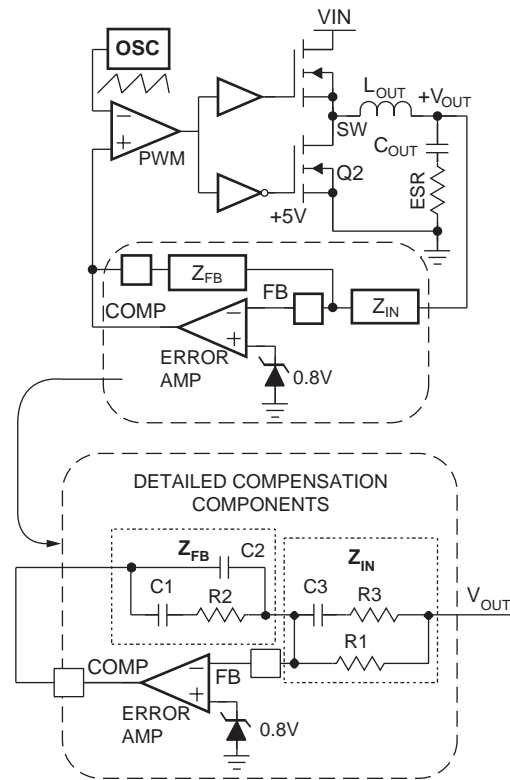 VIN
OSC
−
+
PWM
SW
L_OUT
+V_OUT
C_OUT
ESR
Q2
+5V
Z_FB
COMP
FB
Z_IN
−
+
ERROR
AMP
0.8V
DETAILED COMPENSATION
COMPONENTS
Z_FB
C2
C1
R2
Z_IN
C3
R3
R1
V_OUT
COMP
FB
−
+
ERROR
AMP
0.8V